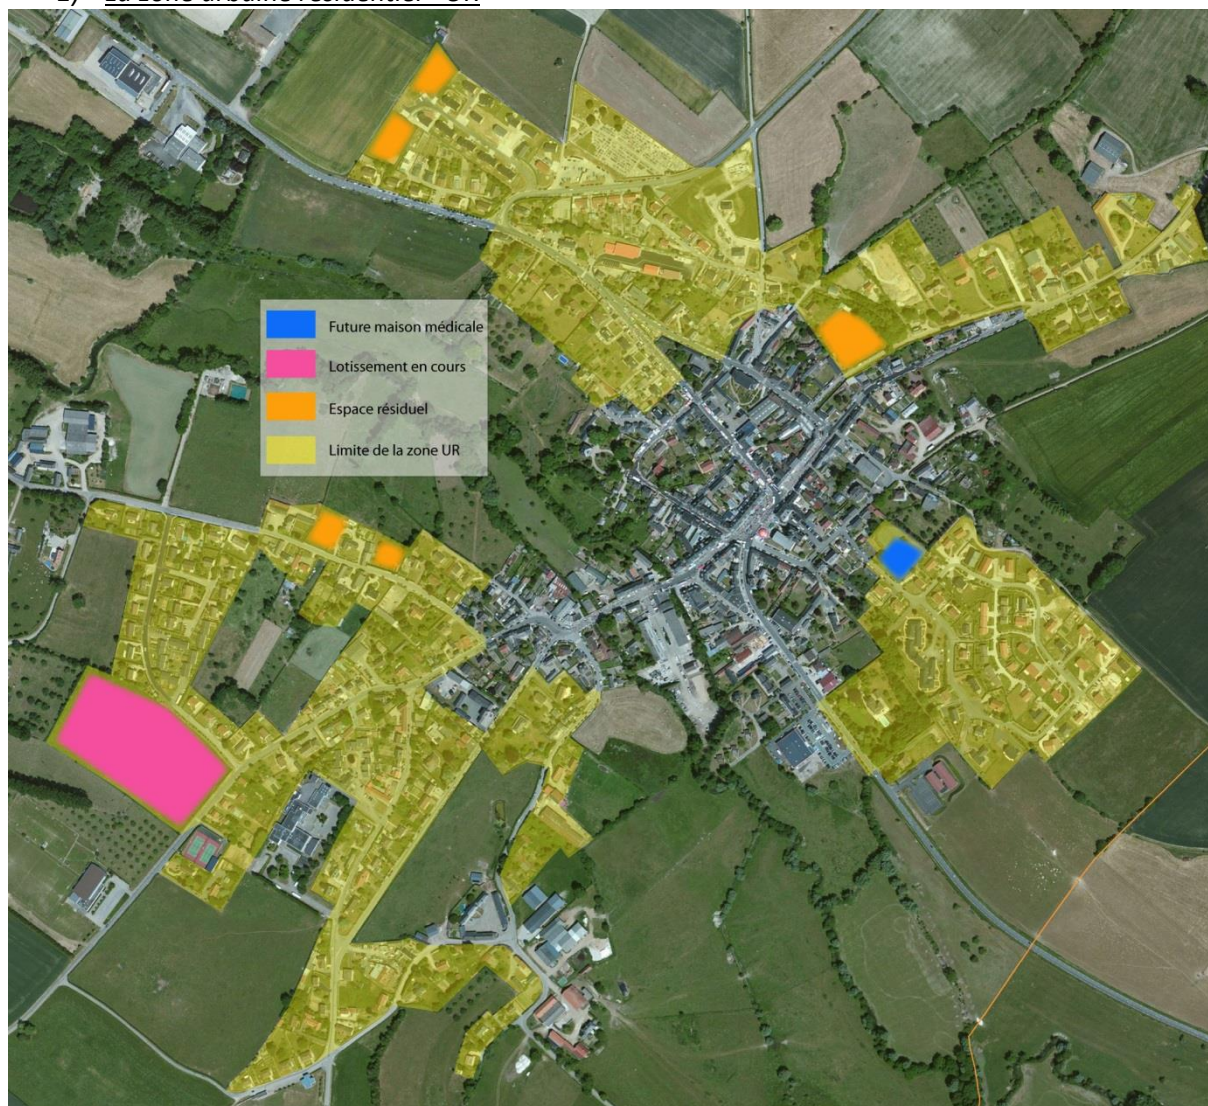 Future maison médicale
Lotissement en cours
Espace résiduel
Limite de la zone UR